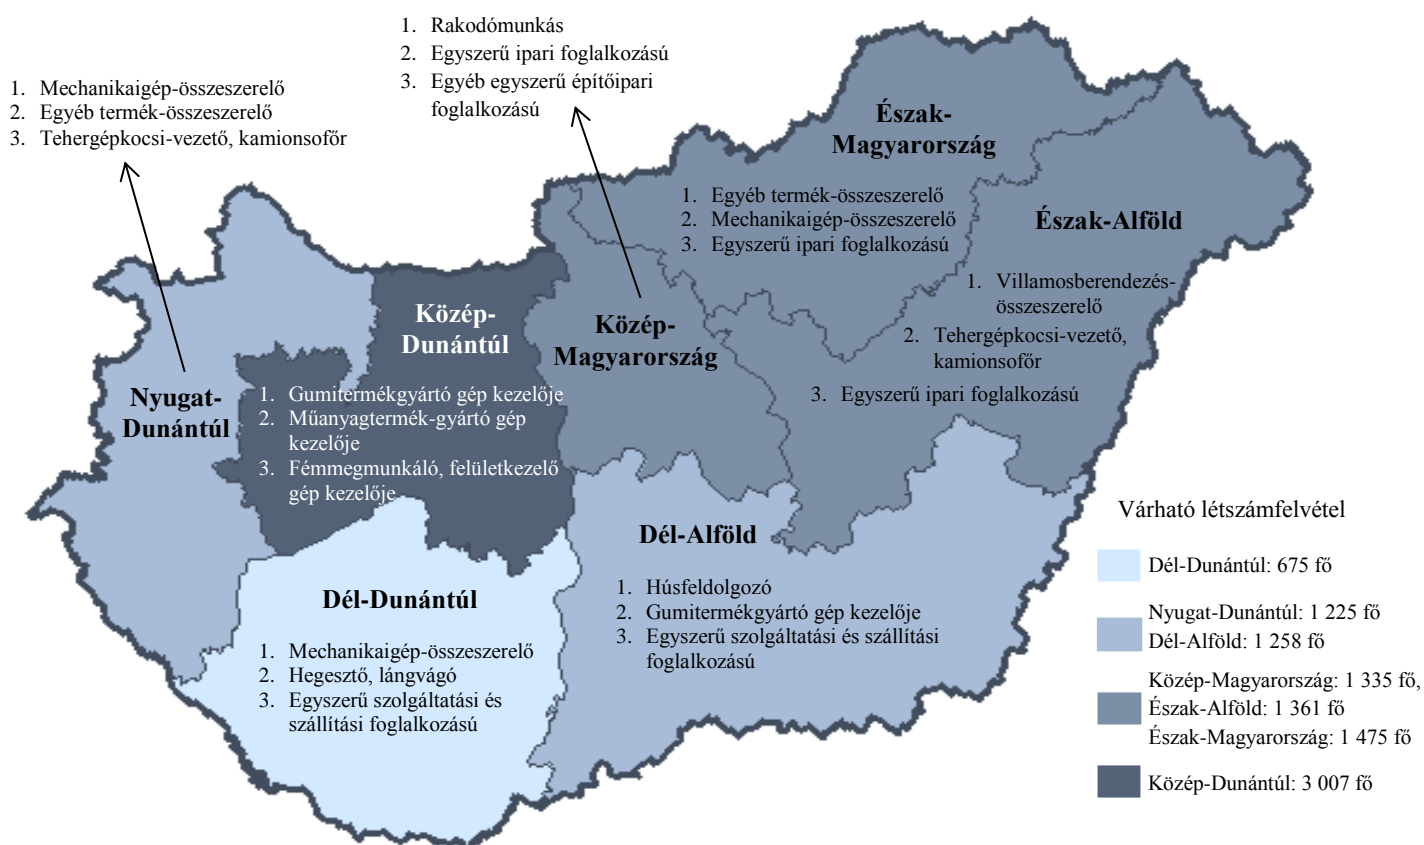 1. Rakodómunkás
2. Egyszerű ipari foglalkozású
3. Egyéb egyszerű építőipari
foglalkozású
1. Mechanikaigép-összeszerelő
2. Egyéb termék-összeszerelő
3. Tehergépkocsi-vezető, kamionsofőr
Észak-
Magyarország
1. Egyéb termék-összeszerelő
2. Mechanikaigép-összeszerelő
3. Egyszerű ipari foglalkozású
Észak-Alföld
1. Villamosberendezés-
összeszerelő
2. Tehergépkocsi-vezető,
kamionsofőr
3. Egyszerű ipari foglalkozású
Közép-
Magyarország
Közép-
Dunántúl
1. Gumitermékgyártó gép kezelője
2. Műanyagtermék-gyártó gép
kezelője
3. Fémmegmunkáló, felületkezelő
gép kezelője
Nyugat-
Dunántúl
Dél-Alföld
1. Húsfeldolgozó
2. Gumitermékgyártó gép kezelője
3. Egyszerű szolgáltatási és szállítási
foglalkozású
Dél-Dunántúl
1. Mechanikaigép-összeszerelő
2. Hegesztő, lángvágó
3. Egyszerű szolgáltatási és
szállítási foglalkozású
Várható létszámfelvétel
Dél-Dunántúl: 675 fő
Nyugat-Dunántúl: 1 225 fő
Dél-Alföld: 1 258 fő
Közép-Magyarország: 1 335 fő,
Észak-Alföld: 1 361 fő
Észak-Magyarország: 1 475 fő
Közép-Dunántúl: 3 007 fő